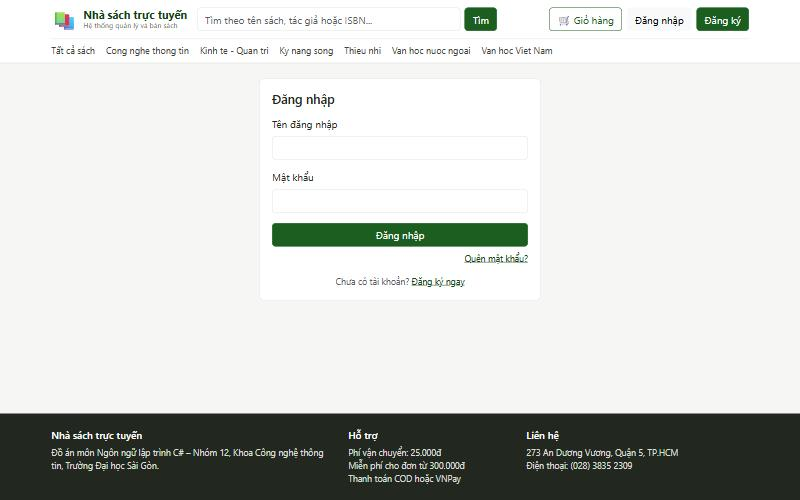 Nhà sách trực tuyến
Hệ thống quản lý và bán sách
Tìm theo tên sách, tác giả hoặc ISBN...
Tìm
Giỏ hàng
Đăng nhập
Đăng ký
Tất cả sách
Cong nghe thong tin
Kinh te - Quan tri
Ky nang song
Thieu nhi
Van hoc nuoc ngoai
Van hoc Viet Nam
Đăng nhập
Tên đăng nhập
Mật khẩu
Đăng nhập
Quên mật khẩu?
Chưa có tài khoản? Đăng ký ngay
Nhà sách trực tuyến
Đồ án môn Ngôn ngữ lập trình C# – Nhóm 12, Khoa Công nghệ thông
tin, Trường Đại học Sài Gòn.
Hỗ trợ
Phí vận chuyển: 25.000đ
Miễn phí cho đơn từ 300.000đ
Thanh toán COD hoặc VNPay
Liên hệ
273 An Dương Vương, Quận 5, TP.HCM
Điện thoại: (028) 3835 2309